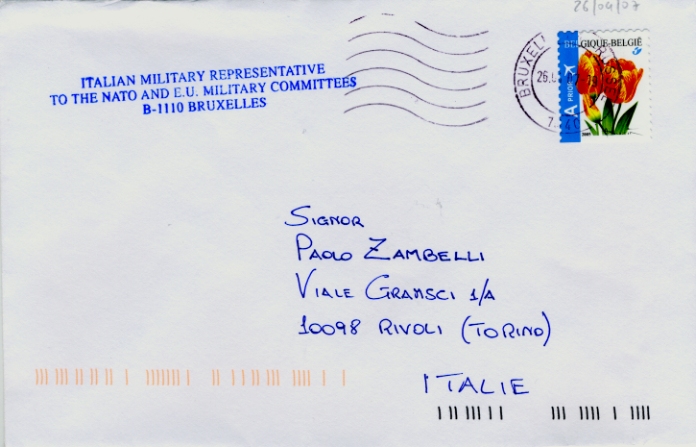 26/04/07
ITALIAN MILITARY REPRESENTATIVE
TO THE NATO AND E.U. MILITARY COMMITTEES
B-1110 BRUXELLES
BELGIQUE-BELGIË
A PRIOR
SIGNOR
PAOLO ZAMBELLI
VIALE GRAMSCI 1/A
10098 RIVOLI (TORINO)
ITALIE